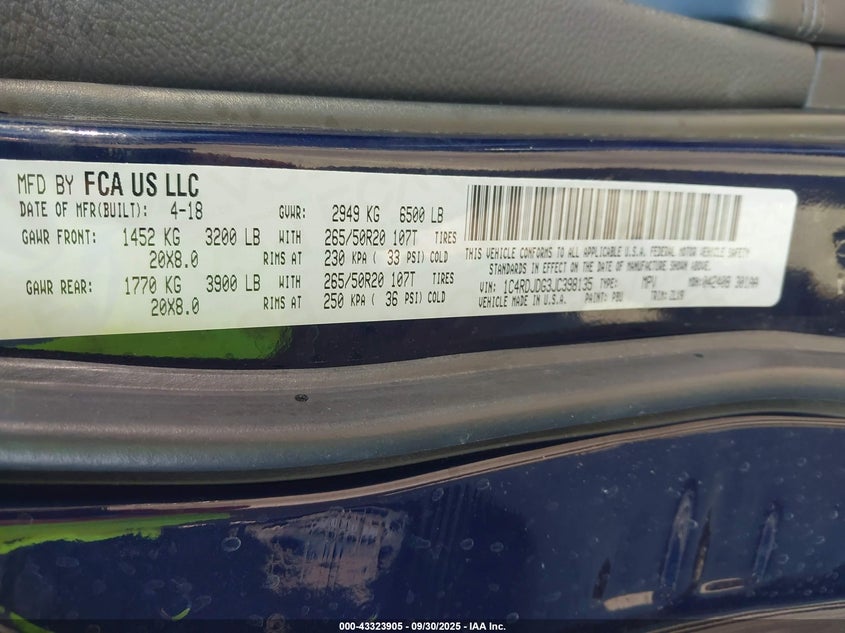 MFD BY FCA US LLC
DATE OF MFR(BUILT): 4-18 GVWR: 2949 KG 6500 LB
GAWR FRONT: 1452 KG 3200 LB WITH 265/50R20 107T TIRES
20X8.0 RIMS AT 230 KPA ( 33 PSI) COLD
GAWR REAR: 1770 KG 3900 LB WITH 265/50R20 107T TIRES
20X8.0 RIMS AT 250 KPA ( 36 PSI) COLD
THIS VEHICLE CONFORMS TO ALL APPLICABLE U.S.A. FEDERAL MOTOR VEHICLE SAFETY
STANDARDS IN EFFECT ON THE DATE OF MANUFACTURE SHOWN ABOVE.
VIN: 1C4RDJDG3JC398135 TYPE: MPV 042408 301AA
VEHICLE MADE IN U.S.A. PAINT: PBU TRIM: ZLX9
000-43323905 - 09/30/2025 - IAA Inc.